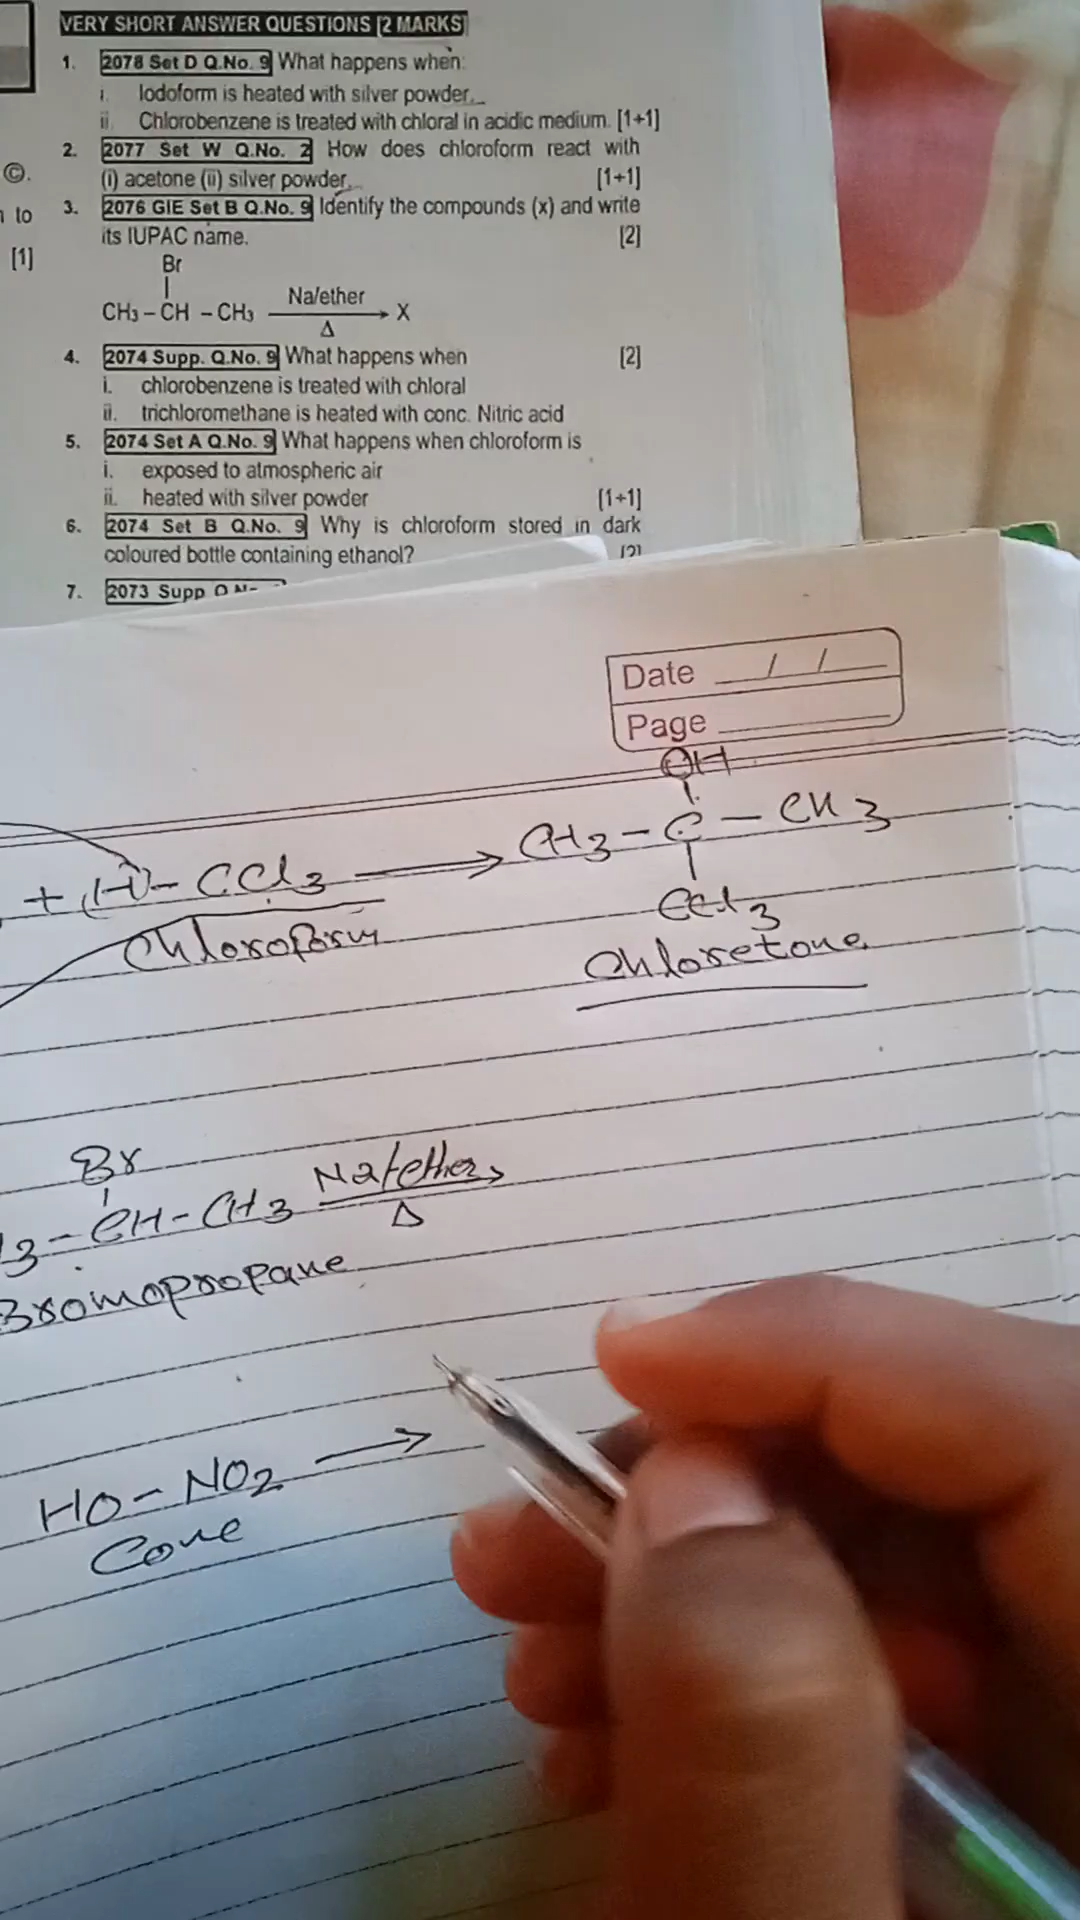 VERY SHORT ANSWER QUESTIONS [2 MARKS]
1. 2078 Set D Q.No. 9 What happens when:
i. Iodoform is heated with silver powder.
ii. Chlorobenzene is treated with chloral in acidic medium. [1+1]
2. 2077 Set W Q.No. 2 How does chloroform react with
(i) acetone (ii) silver powder. [1+1]
3. 2076 GIE Set B Q.No. 9 Identify the compounds (x) and write
its IUPAC name. [2]
Br
CH₃ – CH – CH₃ Na/ether Δ → X
4. 2074 Supp. Q.No. 9 What happens when [2]
i. chlorobenzene is treated with chloral
ii. trichloromethane is heated with conc. Nitric acid
5. 2074 Set A Q.No. 9 What happens when chloroform is
i. exposed to atmospheric air
ii. heated with silver powder [1+1]
6. 2074 Set B Q.No. 9 Why is chloroform stored in dark
coloured bottle containing ethanol? [2]
7. 2073 Supp
©.
to
[1]
Date / /
Page
OH
+ H - CCl3 → CH3 - C - CH3
CCl3
Chloroform
Chloretone
Br
3 - CH - CH3 Na/ether Δ →
Bromopropane
HO - NO2 →
Conc